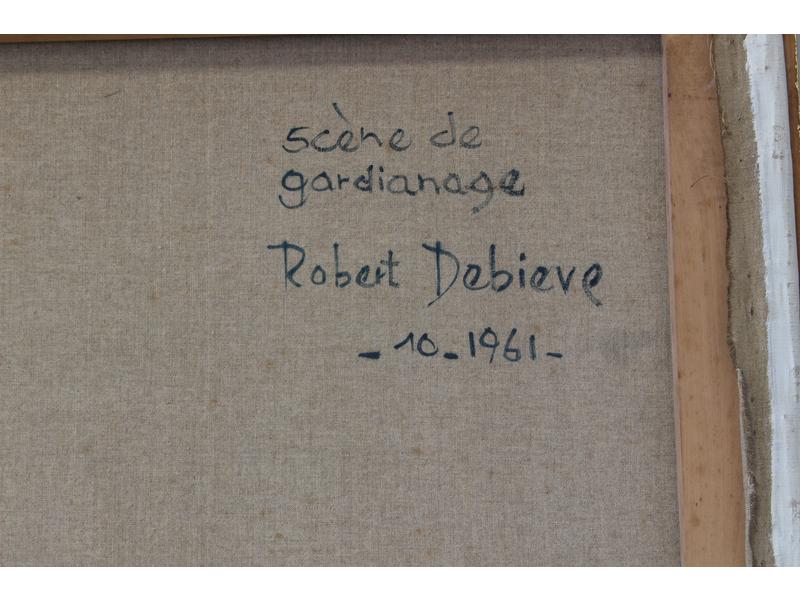 scène de
gardianage
Robert Debieve
- 10 - 1961 -